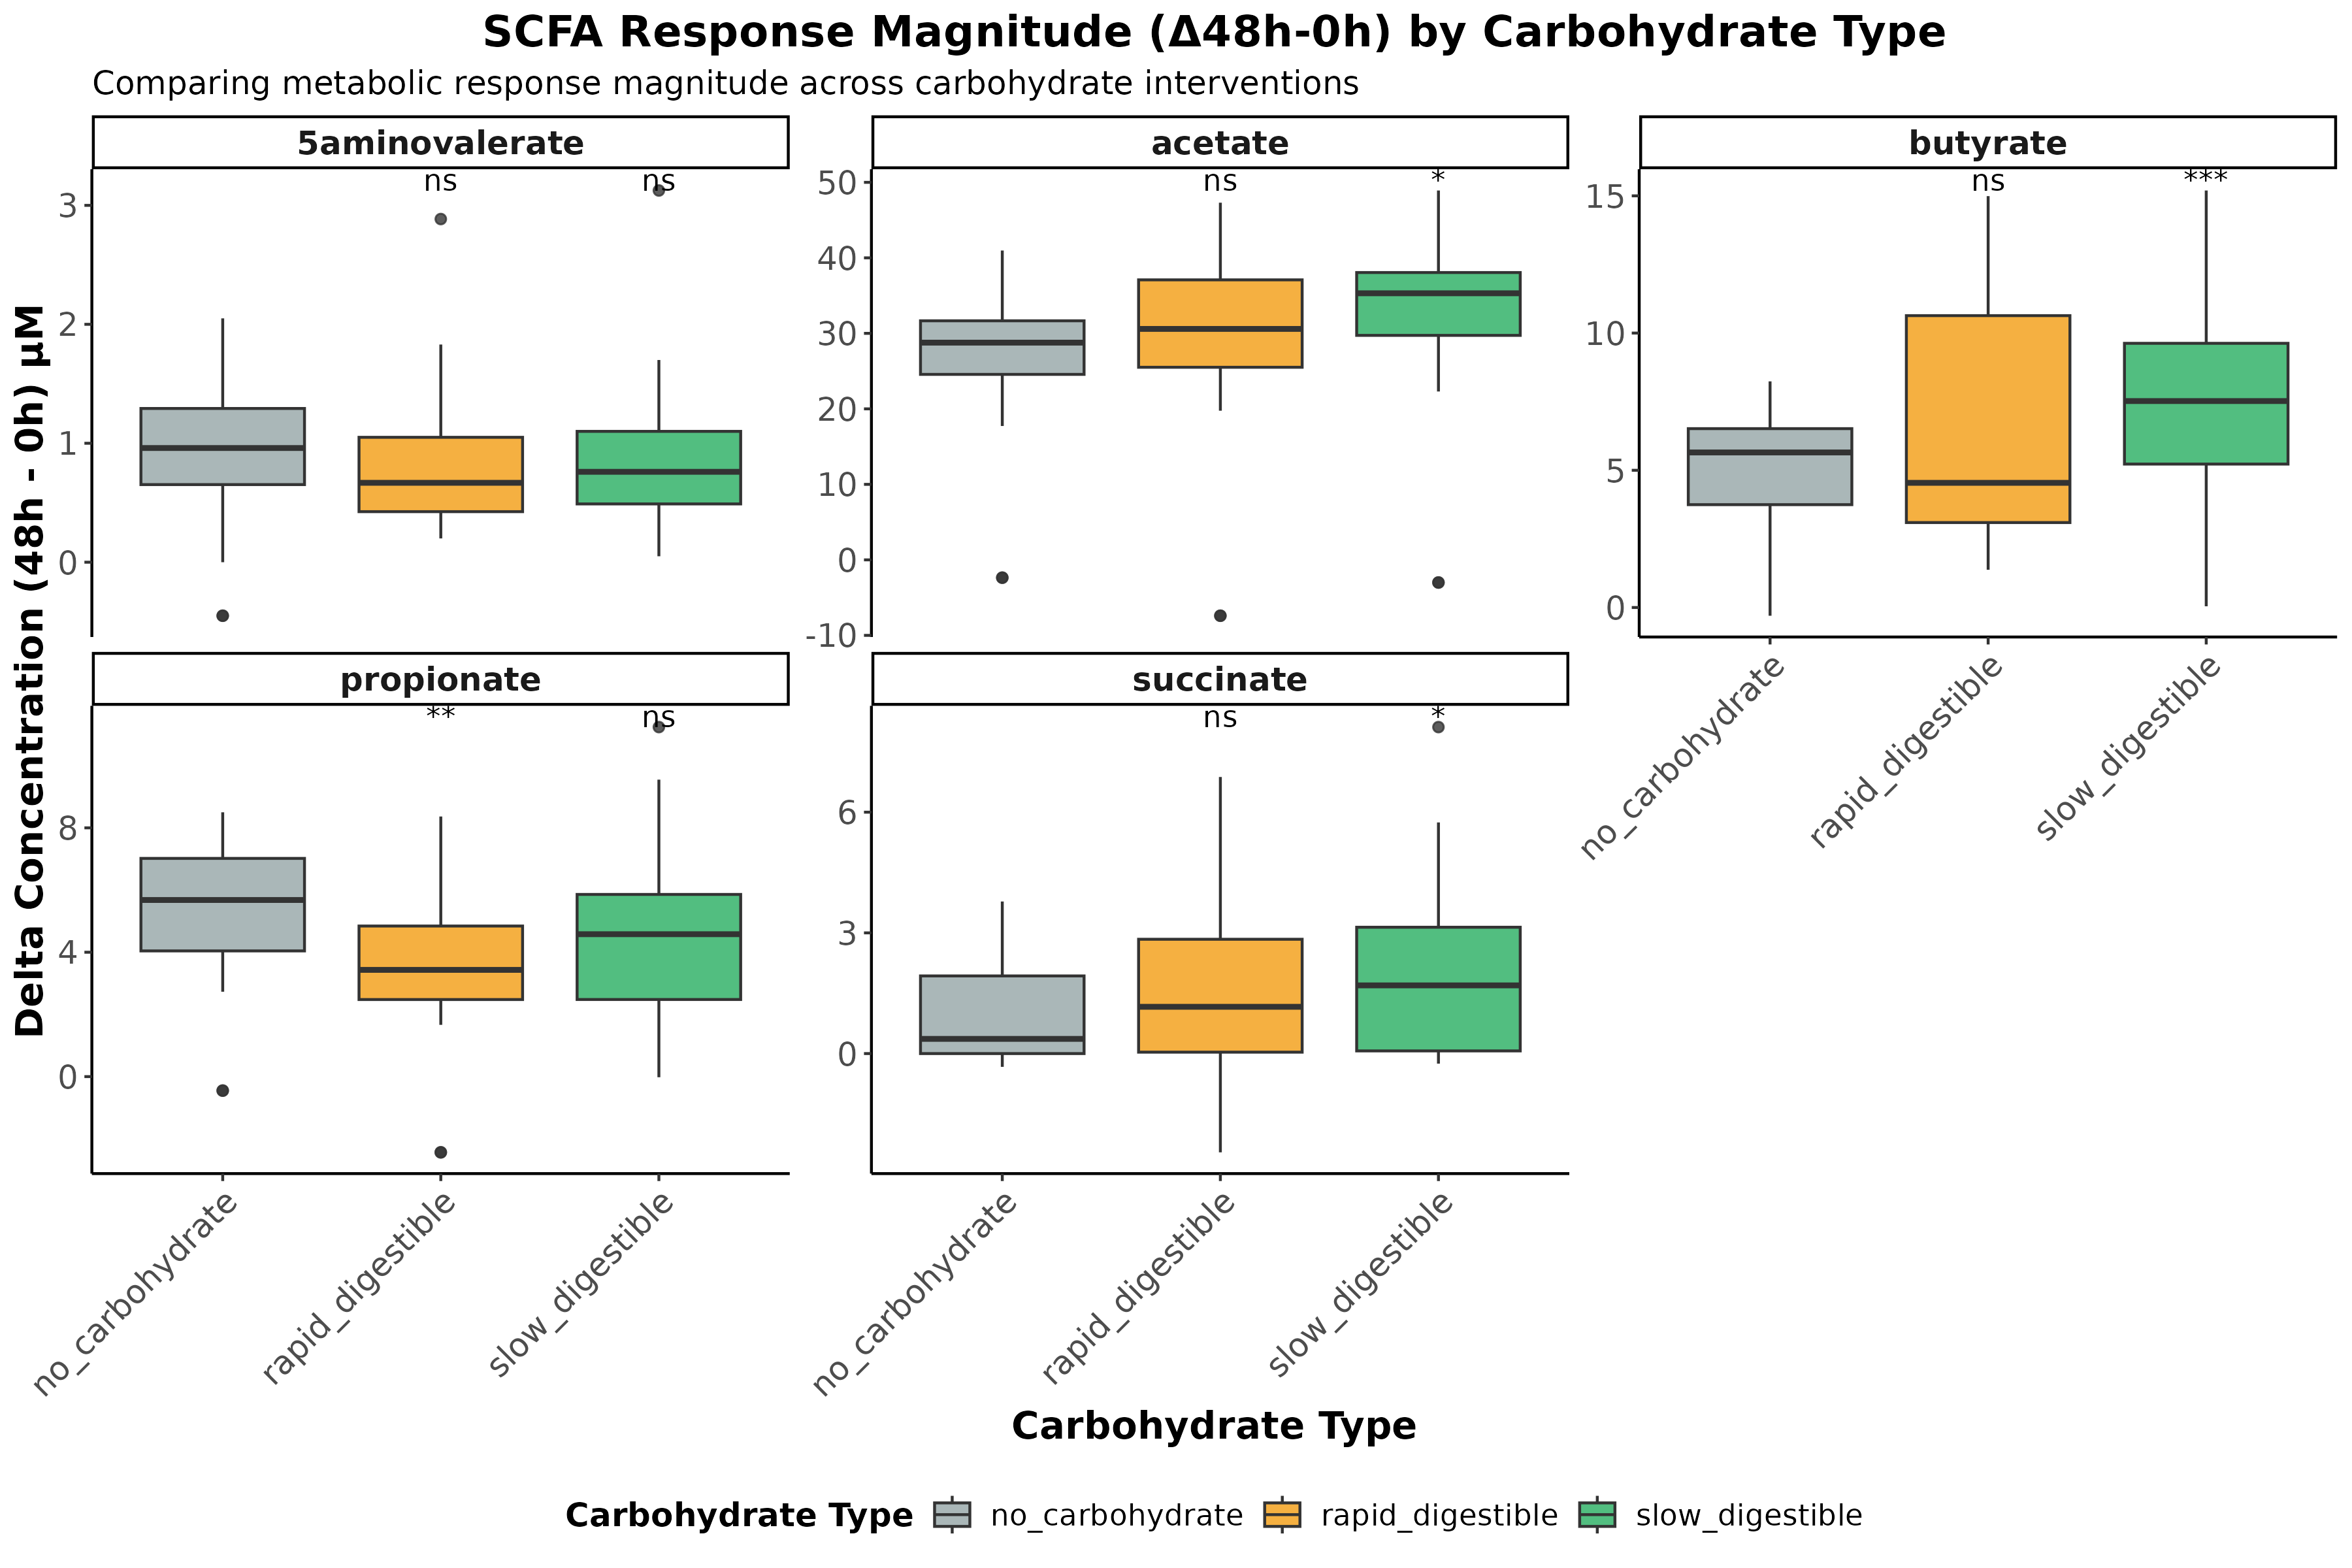 SCFA Response Magnitude (Δ48h-0h) by Carbohydrate Type
Comparing metabolic response magnitude across carbohydrate interventions
Delta Concentration (48h - 0h) µM
5aminovalerate
ns ns
3
2
1
0
acetate
ns *
50
40
30
20
10
0
-10
butyrate
ns ***
15
10
5
0
no_carbohydrate
rapid_digestible
slow_digestible
propionate
** ns
8
4
0
no_carbohydrate
rapid_digestible
slow_digestible
succinate
ns *
6
3
0
no_carbohydrate
rapid_digestible
slow_digestible
Carbohydrate Type
Carbohydrate Type no_carbohydrate rapid_digestible slow_digestible